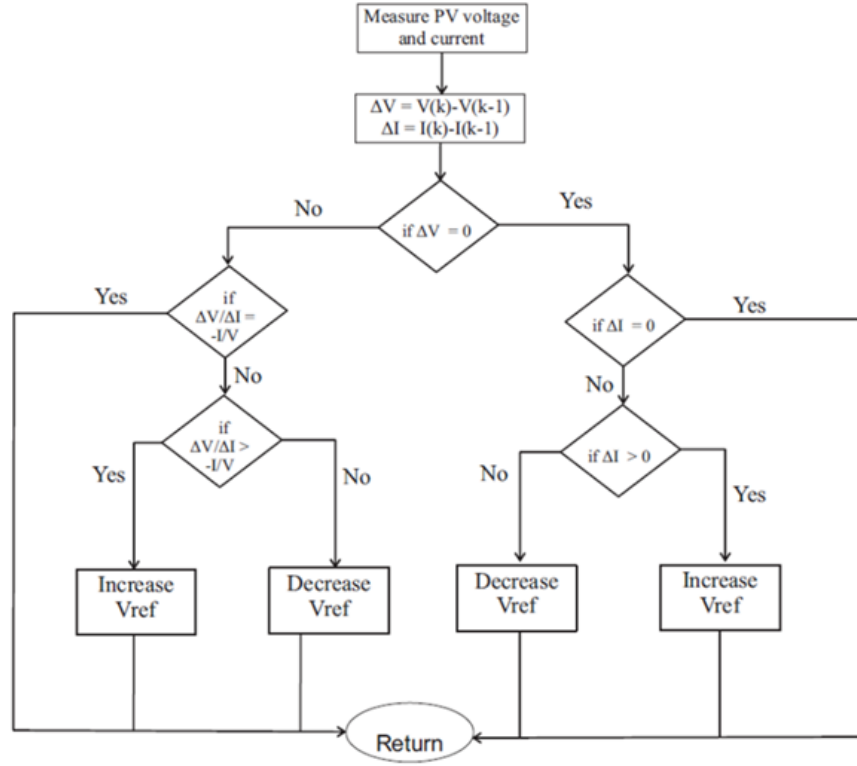 Measure PV voltage
and current
ΔV = V(k)-V(k-1)
ΔI = I(k)-I(k-1)
No
Yes
if ΔV = 0
Yes
if
ΔV/ΔI =
-I/V
if ΔI = 0
Yes
No
No
if
ΔV/ΔI >
-I/V
if ΔI > 0
Yes
No
No
Yes
Increase
Vref
Decrease
Vref
Decrease
Vref
Increase
Vref
Return